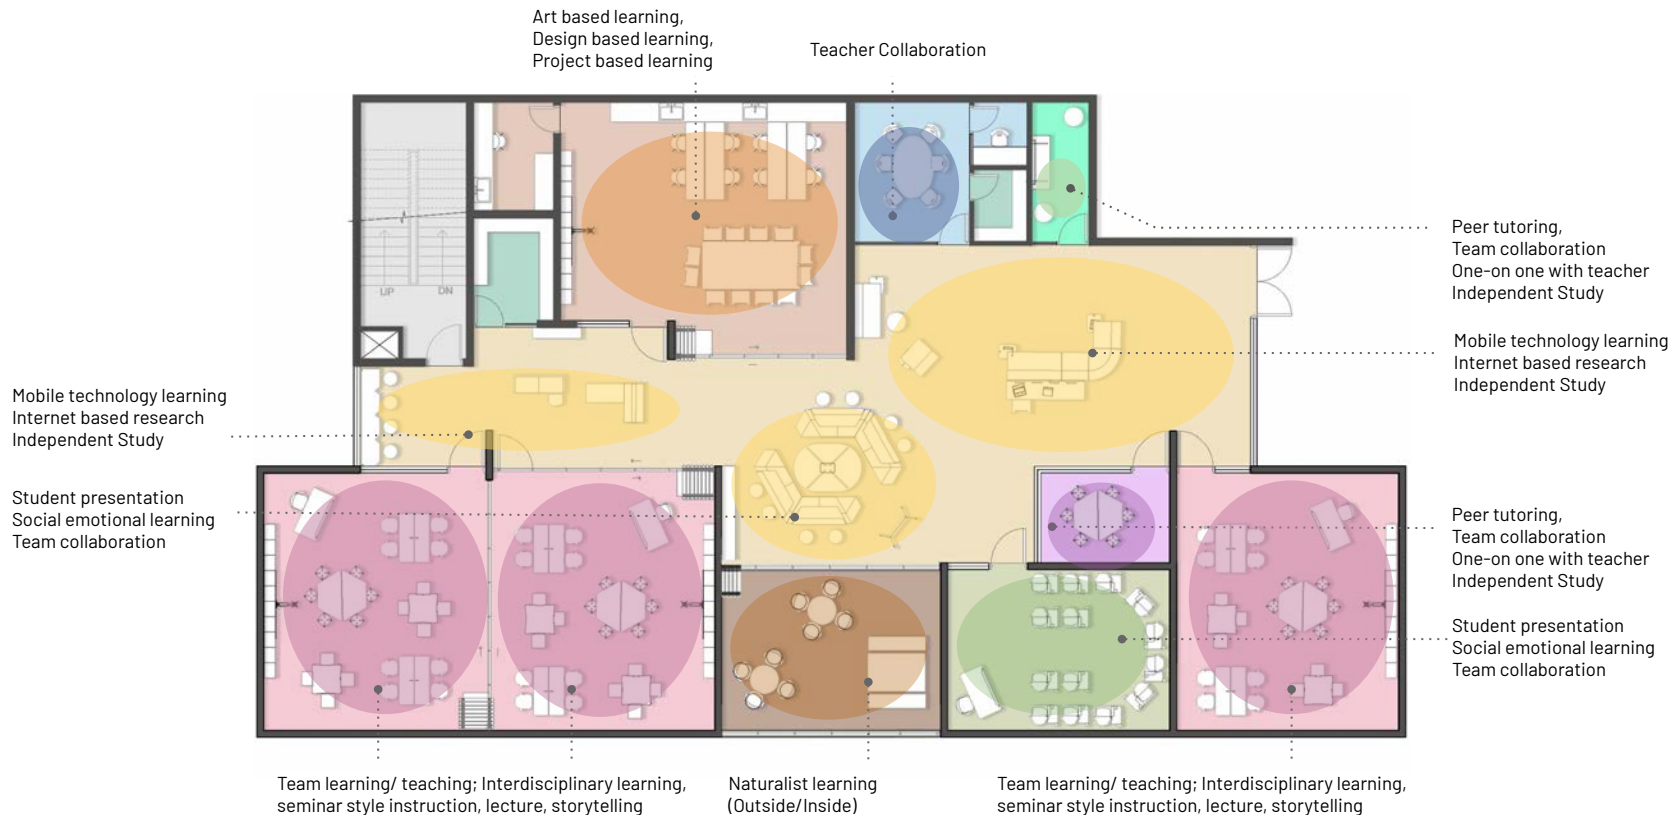 Art based learning,
Design based learning,
Project based learning
Teacher Collaboration
Peer tutoring,
Team collaboration
One-on one with teacher
Independent Study
UP
DN
Mobile technology learning
Internet based research
Independent Study
Mobile technology learning
Internet based research
Independent Study
Student presentation
Social emotional learning
Team collaboration
Peer tutoring,
Team collaboration
One-on one with teacher
Independent Study
Student presentation
Social emotional learning
Team collaboration
Team learning/ teaching; Interdisciplinary learning,
seminar style instruction, lecture, storytelling
Naturalist learning
(Outside/Inside)
Team learning/ teaching; Interdisciplinary learning,
seminar style instruction, lecture, storytelling